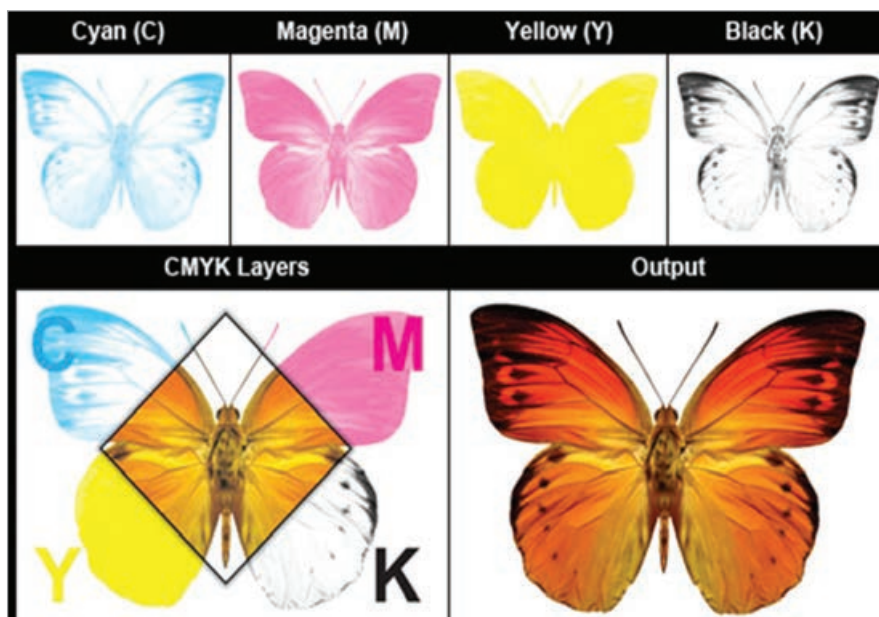 Cyan (C) Magenta (M) Yellow (Y) Black (K)
CMYK Layers Output
C M
Y K